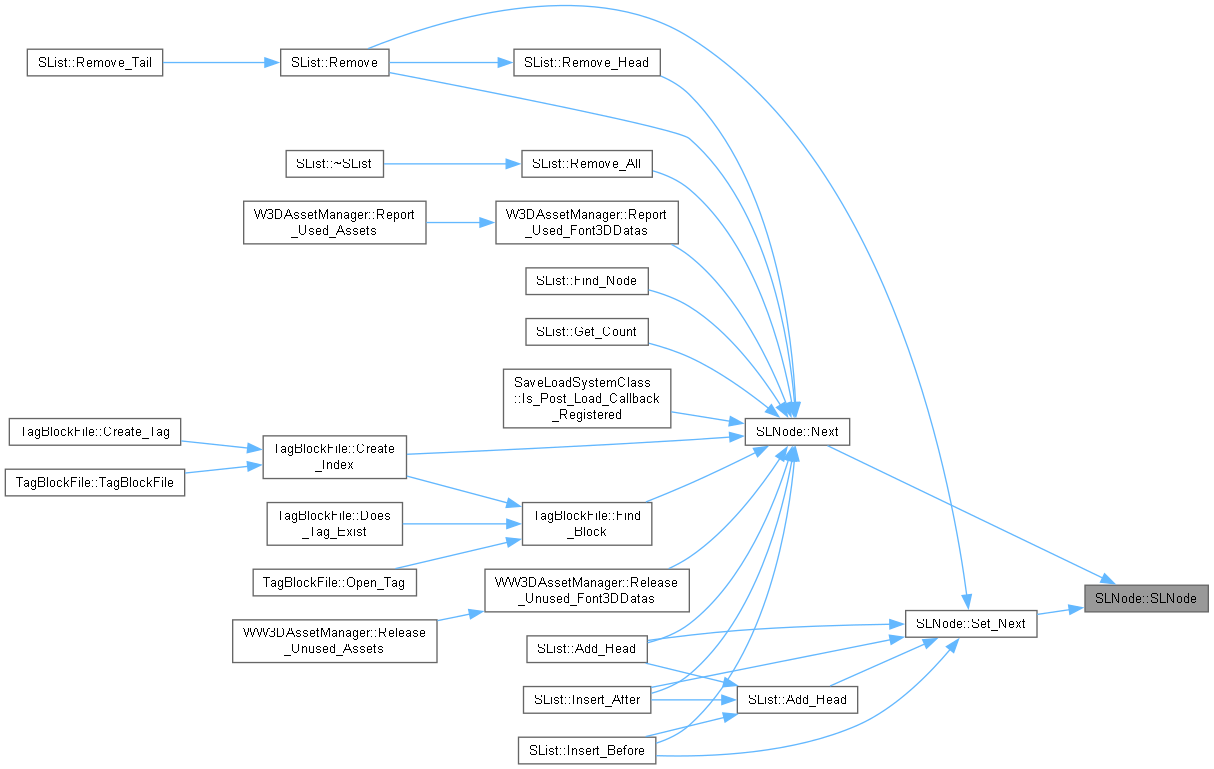 SList::Remove_Tail
SList::Remove
SList::Remove_Head
SList::~SList
SList::Remove_All
W3DAssetManager::Report
_Used_Assets
W3DAssetManager::Report
_Used_Font3DDatas
SList::Find_Node
SList::Get_Count
SaveLoadSystemClass
::Is_Post_Load_Callback
_Registered
SLNode::Next
TagBlockFile::Create_Tag
TagBlockFile::Create
_Index
TagBlockFile::TagBlockFile
TagBlockFile::Does
_Tag_Exist
TagBlockFile::Find
_Block
TagBlockFile::Open_Tag
WW3DAssetManager::Release
_Unused_Font3DDatas
SLNode::SLNode
SLNode::Set_Next
WW3DAssetManager::Release
_Unused_Assets
SList::Add_Head
SList::Insert_After
SList::Add_Head
SList::Insert_Before